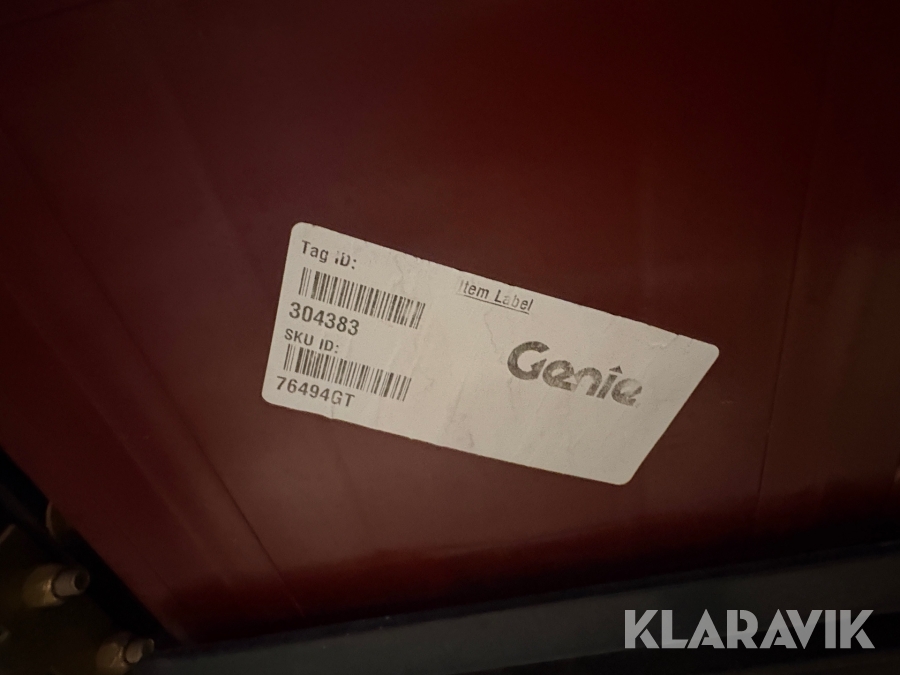 Tag ID:
304383
SKU ID:
76494GT
Item Label
Genie
KLARAVIK